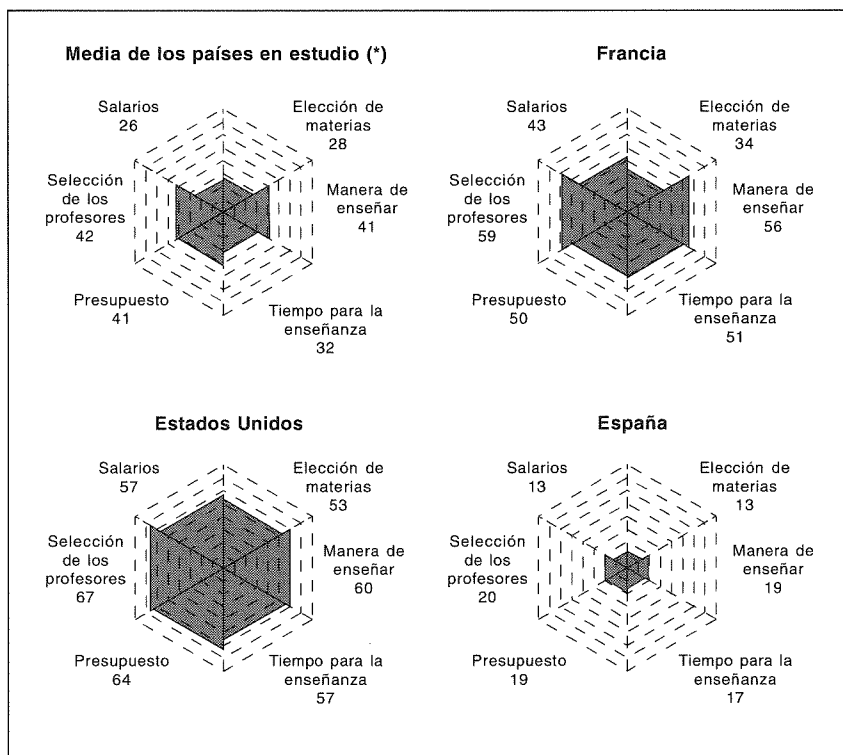 Media de los países en estudio (*)
Salarios
26
Elección de
materias
28
Selección
de los
profesores
42
Manera de
enseñar
41
Presupuesto
41
Tiempo para la
enseñanza
32
Francia
Salarios
43
Elección de
materias
34
Selección
de los
profesores
59
Manera de
enseñar
56
Presupuesto
50
Tiempo para la
enseñanza
51
Estados Unidos
Salarios
57
Elección de
materias
53
Selección
de los
profesores
67
Manera de
enseñar
60
Presupuesto
64
Tiempo para la
enseñanza
57
España
Salarios
13
Elección de
materias
13
Selección
de los
profesores
20
Manera de
enseñar
19
Presupuesto
19
Tiempo para la
enseñanza
17